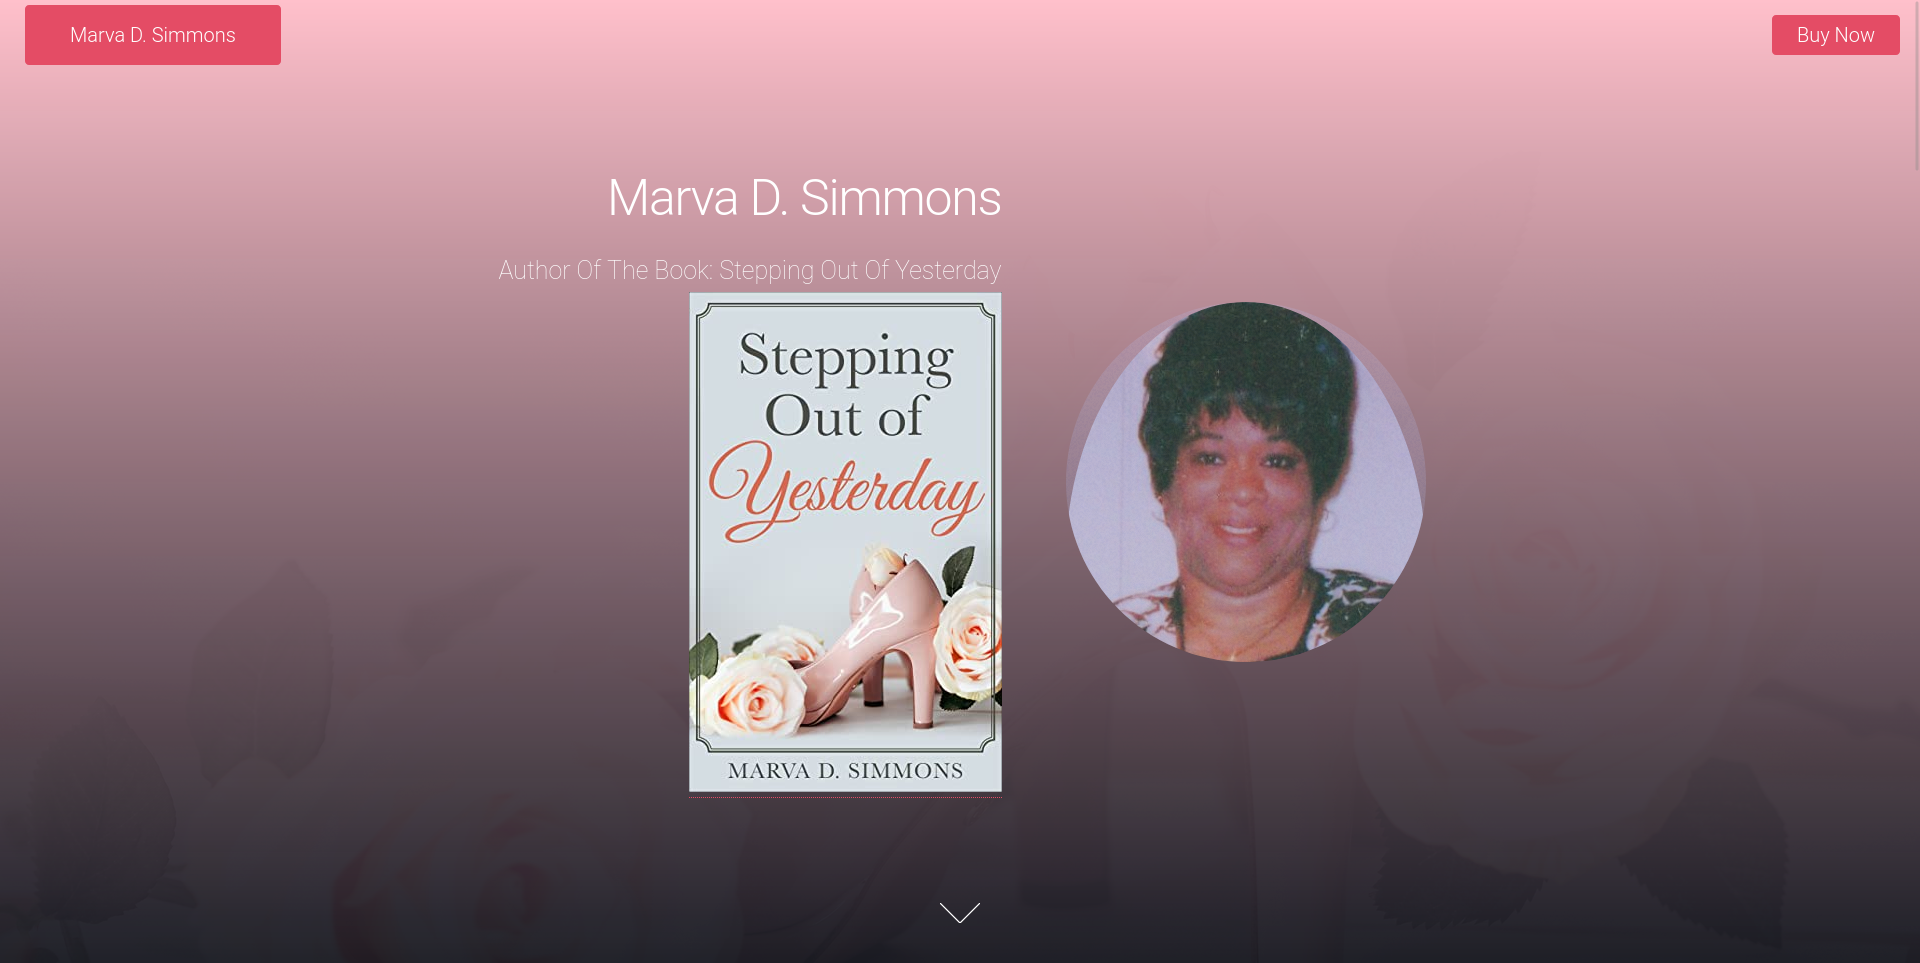 Marva D. Simmons
Buy Now
Marva D. Simmons
Author Of The Book: Stepping Out Of Yesterday
Stepping
Out of
Yesterday
MARVA D. SIMMONS